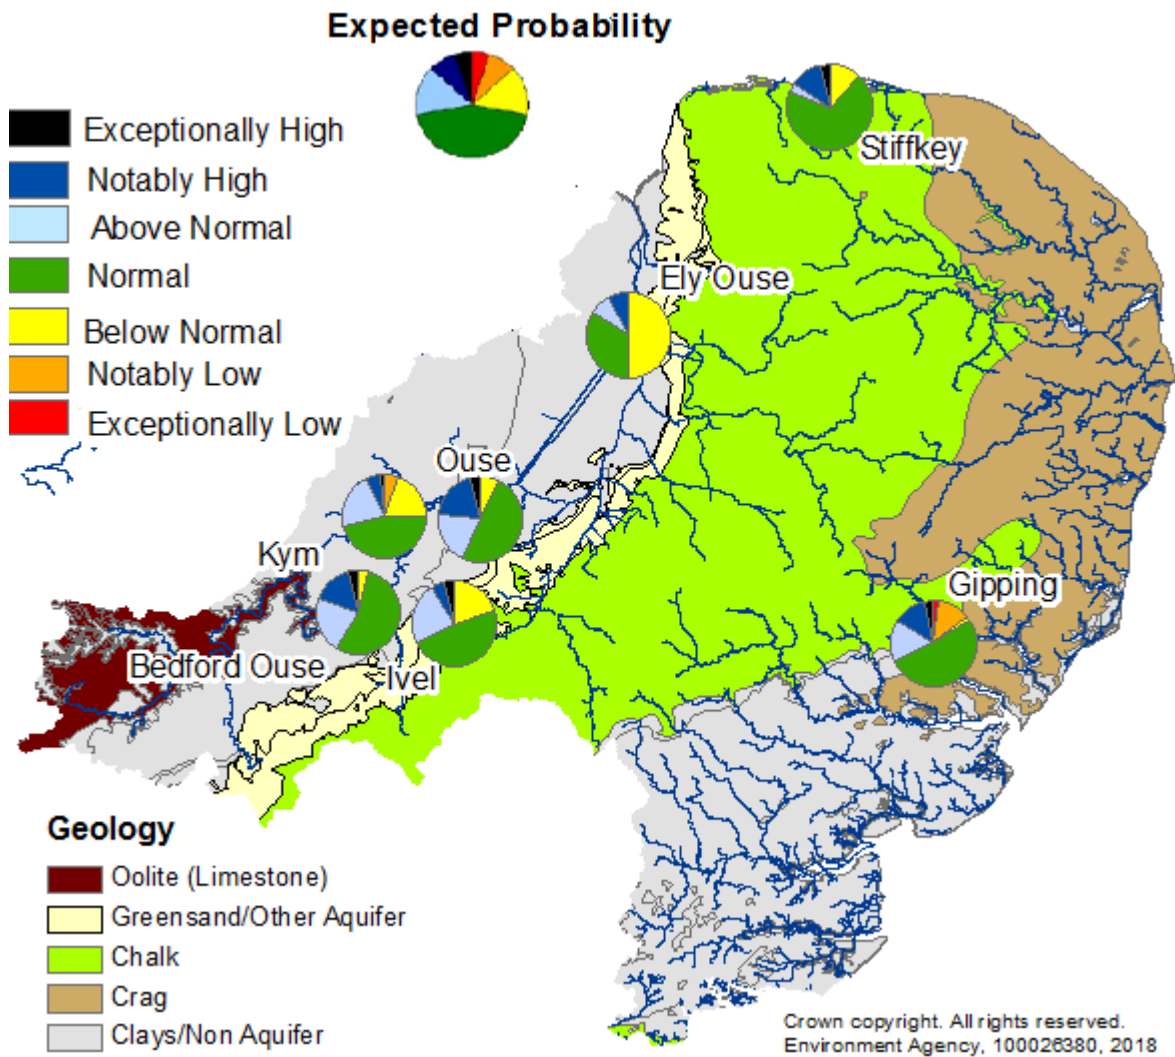 Expected Probability
Exceptionally High
Notably High
Above Normal
Normal
Below Normal
Notably Low
Exceptionally Low
Stiffkey
Ely Ouse
Ouse
Kym
Gipping
Bedford Ouse
Ivel
Geology
Oolite (Limestone)
Greensand/Other Aquifer
Chalk
Crag
Clays/Non Aquifer
Crown copyright. All rights reserved.
Environment Agency, 100026380, 2018